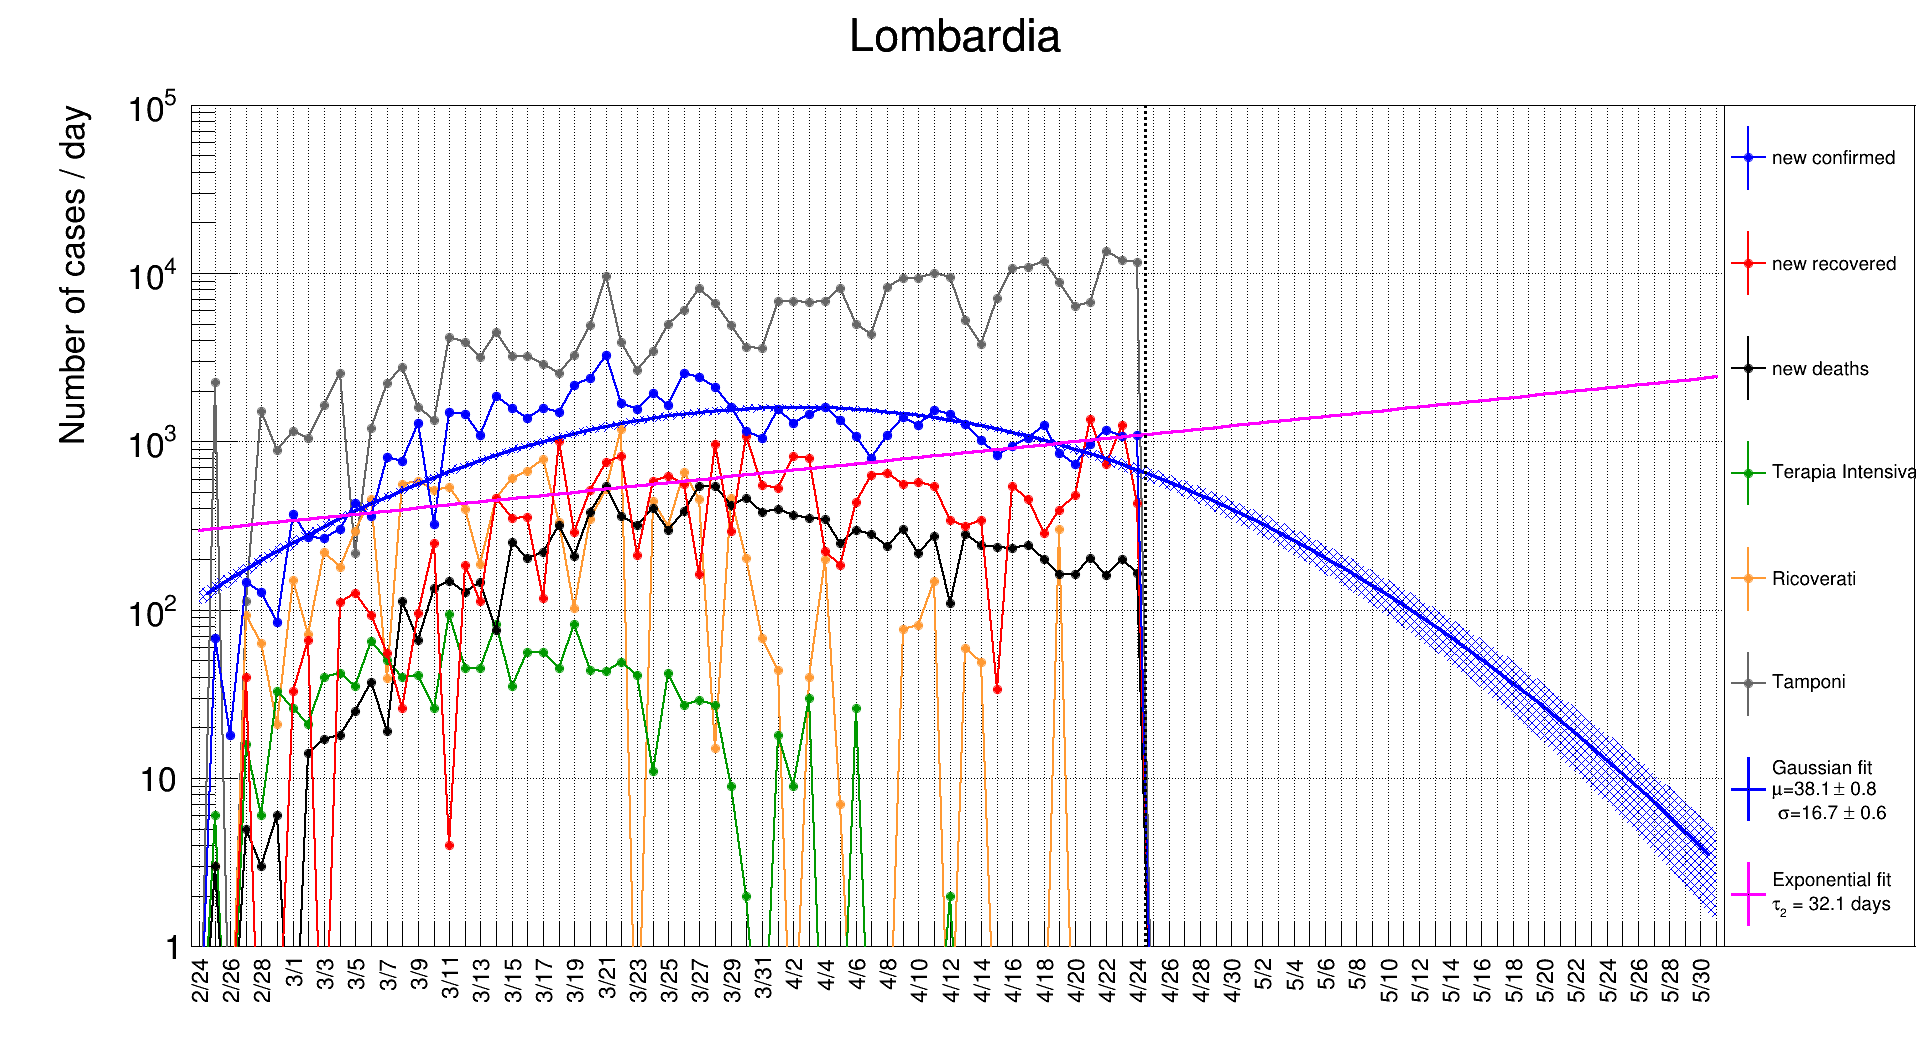 Lombardia
Number of cases / day
10^5
10^4
10^3
10^2
10
1
2/24 2/26 2/28 3/1 3/3 3/5 3/7 3/9 3/11 3/13 3/15 3/17 3/19 3/21 3/23 3/25 3/27 3/29 3/31 4/2 4/4 4/6 4/8 4/10 4/12 4/14 4/16 4/18 4/20 4/22 4/24 4/26 4/28 4/30 5/2 5/4 5/6 5/8 5/10 5/12 5/14 5/16 5/18 5/20 5/22 5/24 5/26 5/28 5/30
new confirmed
new recovered
new deaths
Terapia Intensiva
Ricoverati
Tamponi
Gaussian fit
μ=38.1 ± 0.8
σ=16.7 ± 0.6
Exponential fit
τ_2 = 32.1 days